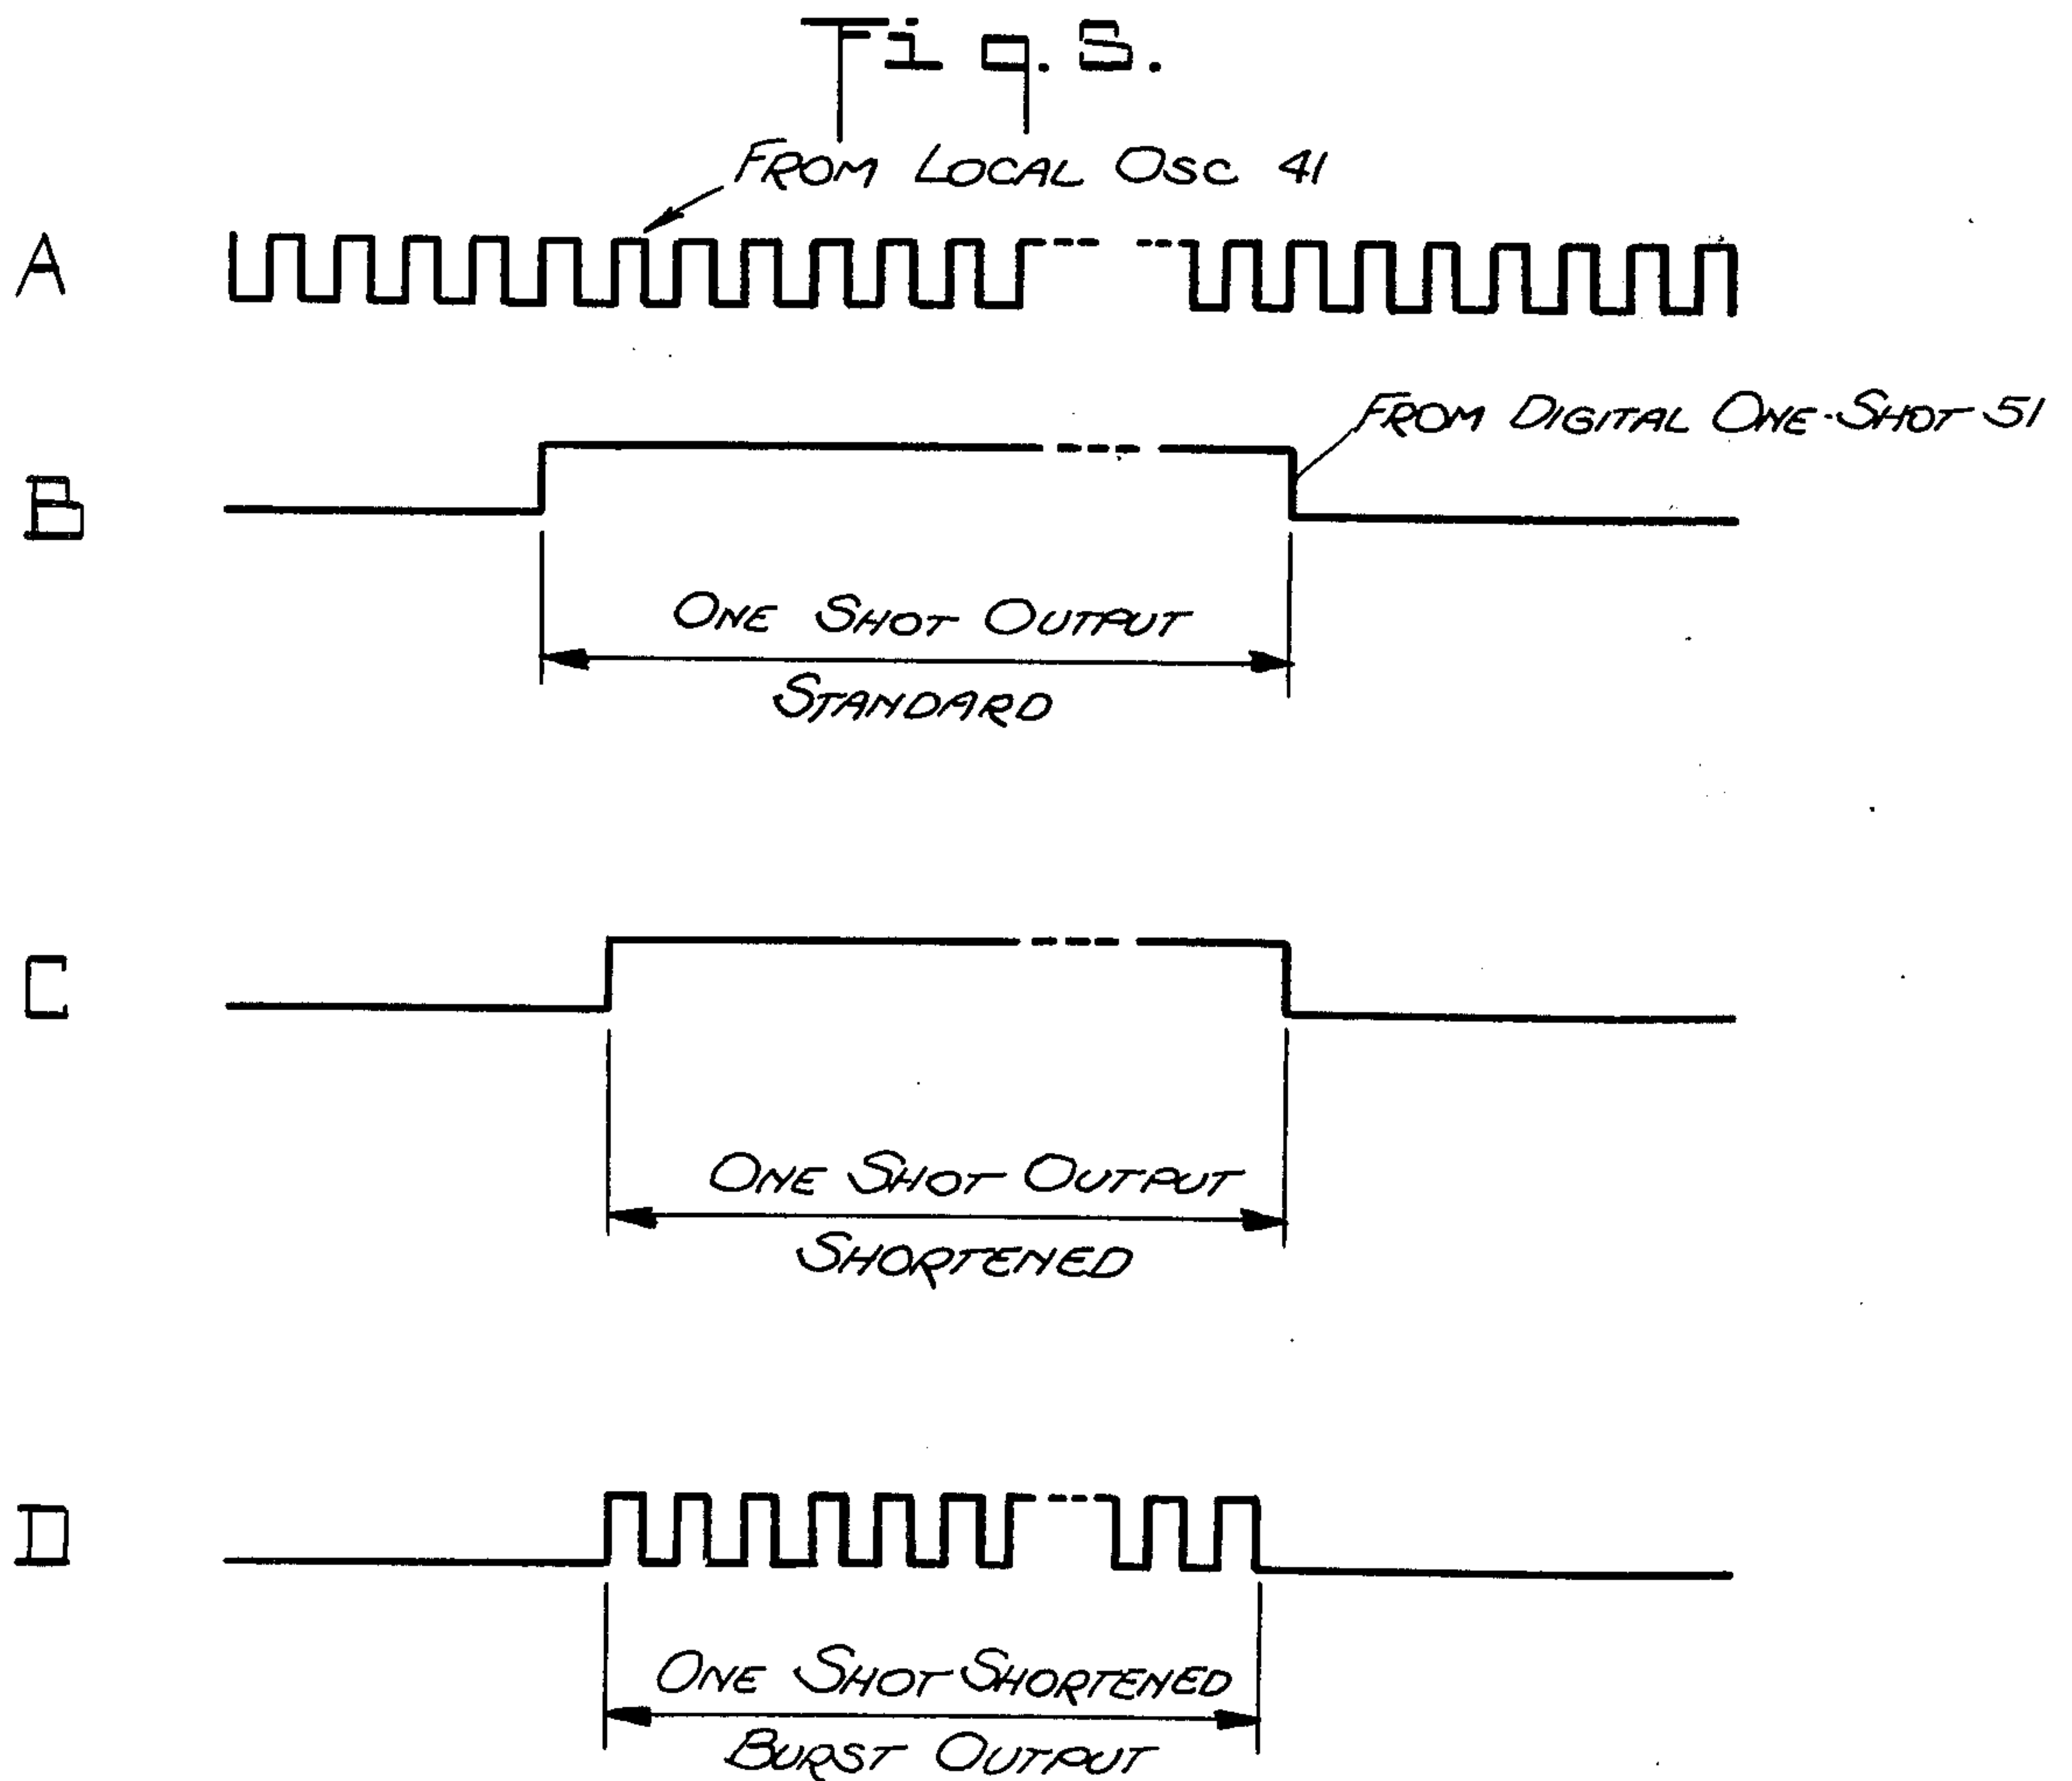 Fig. 5.
FROM LOCAL OSC 41
A
FROM DIGITAL ONE-SHOT 51
B
ONE SHOT OUTPUT
STANDARD
C
ONE SHOT OUTPUT
SHORTENED
D
ONE SHOT SHORTENED
BURST OUTPUT